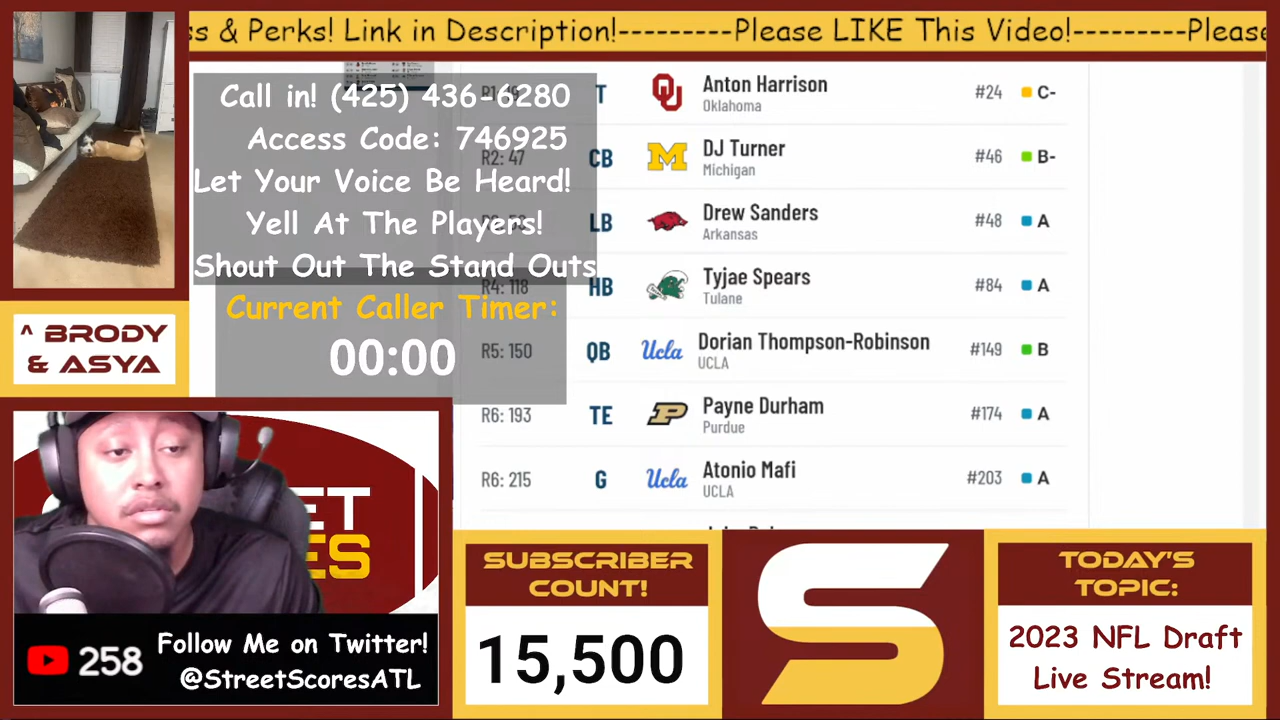 ss & Perks! Link in Description!---------Please LIKE This Video!---------Please
Call in! (425) 436-6280
Access Code: 746925
Let Your Voice Be Heard!
Yell At The Players!
Shout Out The Stand Outs
Current Caller Timer:
00:00
T Anton Harrison #24 C-
Oklahoma
R2: 47 CB DJ Turner #46 B-
Michigan
LB Drew Sanders #48 A
Arkansas
R4: 118 HB Tyjae Spears #84 A
Tulane
R5: 150 QB Ucla Dorian Thompson-Robinson #149 B
UCLA
R6: 193 TE Payne Durham #174 A
Purdue
R6: 215 G Ucla Atonio Mafi #203 A
UCLA
^ BRODY
& ASYA
ET
ES
258
Follow Me on Twitter!
@StreetScoresATL
SUBSCRIBER
COUNT!
15,500
S
TODAY'S
TOPIC:
2023 NFL Draft
Live Stream!